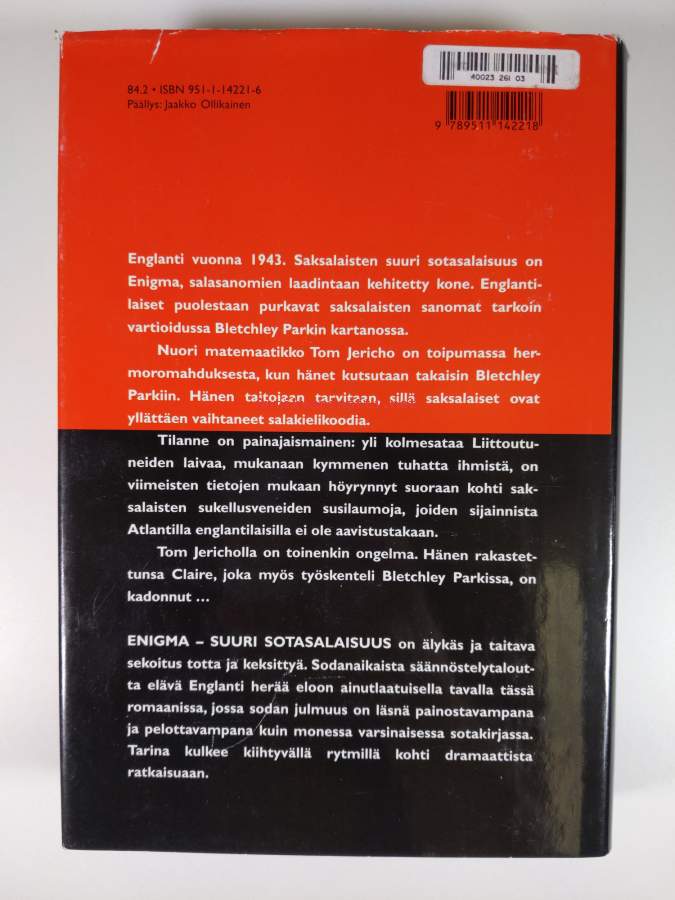 40023 261 03
84.2 • ISBN 951-1-14221-6
Päällys: Jaakko Ollikainen
9 789511 142218
Englanti vuonna 1943. Saksalaisten suuri sotasalaisuus on
Enigma, salasanomien laadintaan kehitetty kone. Englanti-
laiset puolestaan purkavat saksalaisten sanomat tarkoin
vartioidussa Bletchley Parkin kartanossa.
Nuori matemaatikko Tom Jericho on toipumassa her-
moromahduksesta, kun hänet kutsutaan takaisin Bletchley
Parkiin. Hänen taitojaan tarvitaan, sillä saksalaiset ovat
yllättäen vaihtaneet salakielikoodia.
Tilanne on painajaismainen: yli kolmesataa Liittoutu-
neiden laivaa, mukanaan kymmenen tuhatta ihmistä, on
viimeisten tietojen mukaan höyrynnyt suoraan kohti sak-
salaisten sukellusveneiden susilaumoja, joiden sijainnista
Atlantilla englantilaisilla ei ole aavistustakaan.
Tom Jericholla on toinenkin ongelma. Hänen rakastet-
tunsa Claire, joka myös työskenteli Bletchley Parkissa, on
kadonnut ...
ENIGMA – SUURI SOTASALAISUUS on älykäs ja taitava
sekoitus totta ja keksittyä. Sodanaikaista säännöstelytalout-
ta elävä Englanti herää eloon ainutlaatuisella tavalla tässä
romaanissa, jossa sodan julmuus on läsnä painostavampana
ja pelottavampana kuin monessa varsinaisessa sotakirjassa.
Tarina kulkee kiihtyvällä rytmillä kohti dramaattista
ratkaisuaan.